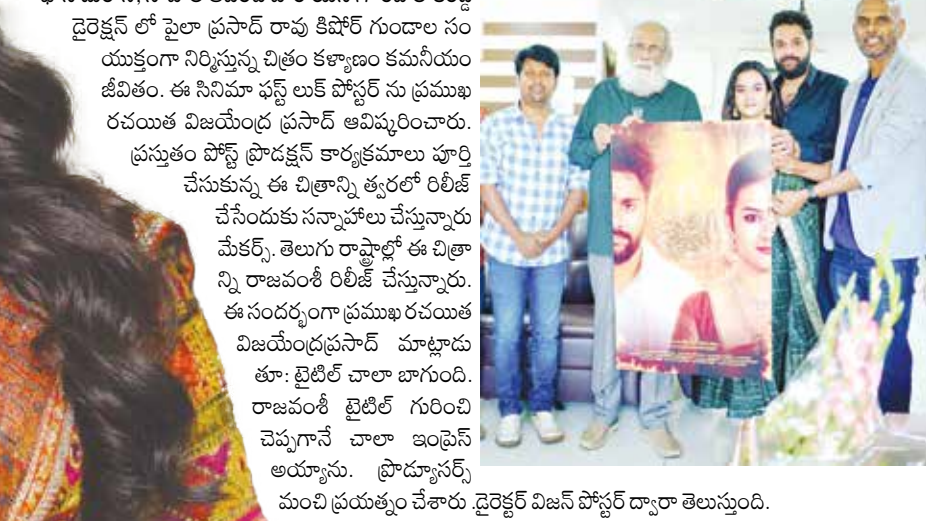 డైరెక్షన్ లో పైలా ప్రసాద్ రావు కిషోర్ గుండాల సం
యుక్తంగా నిర్మిస్తున్న చిత్రం కళ్యాణం కమనీయం
జీవితం. ఈ సినిమా ఫస్ట్ లుక్ పోస్టర్ ను ప్రముఖ
రచయిత విజయేంద్ర ప్రసాద్ ఆవిష్కరించారు.
ప్రస్తుతం పోస్ట్ ప్రొడక్షన్ కార్యక్రమాలు పూర్తి
చేసుకున్న ఈ చిత్రాన్ని త్వరలో రిలీజ్
చేసేందుకు సన్నాహాలు చేస్తున్నారు
మేకర్స్. తెలుగు రాష్ట్రాల్లో ఈ చిత్రా
న్ని రాజవంశీ రిలీజ్ చేస్తున్నారు.
ఈ సందర్భంగా ప్రముఖ రచయిత
విజయేంద్రప్రసాద్ మాట్లాడు
తూ: టైటిల్ చాలా బాగుంది.
రాజవంశీ టైటిల్ గురించి
చెప్పగానే చాలా ఇంప్రెస్
అయ్యాను. ప్రొడ్యూసర్స్
మంచి ప్రయత్నం చేశారు .డైరెక్టర్ విజన్ పోస్టర్ ద్వారా తెలుస్తుంది.